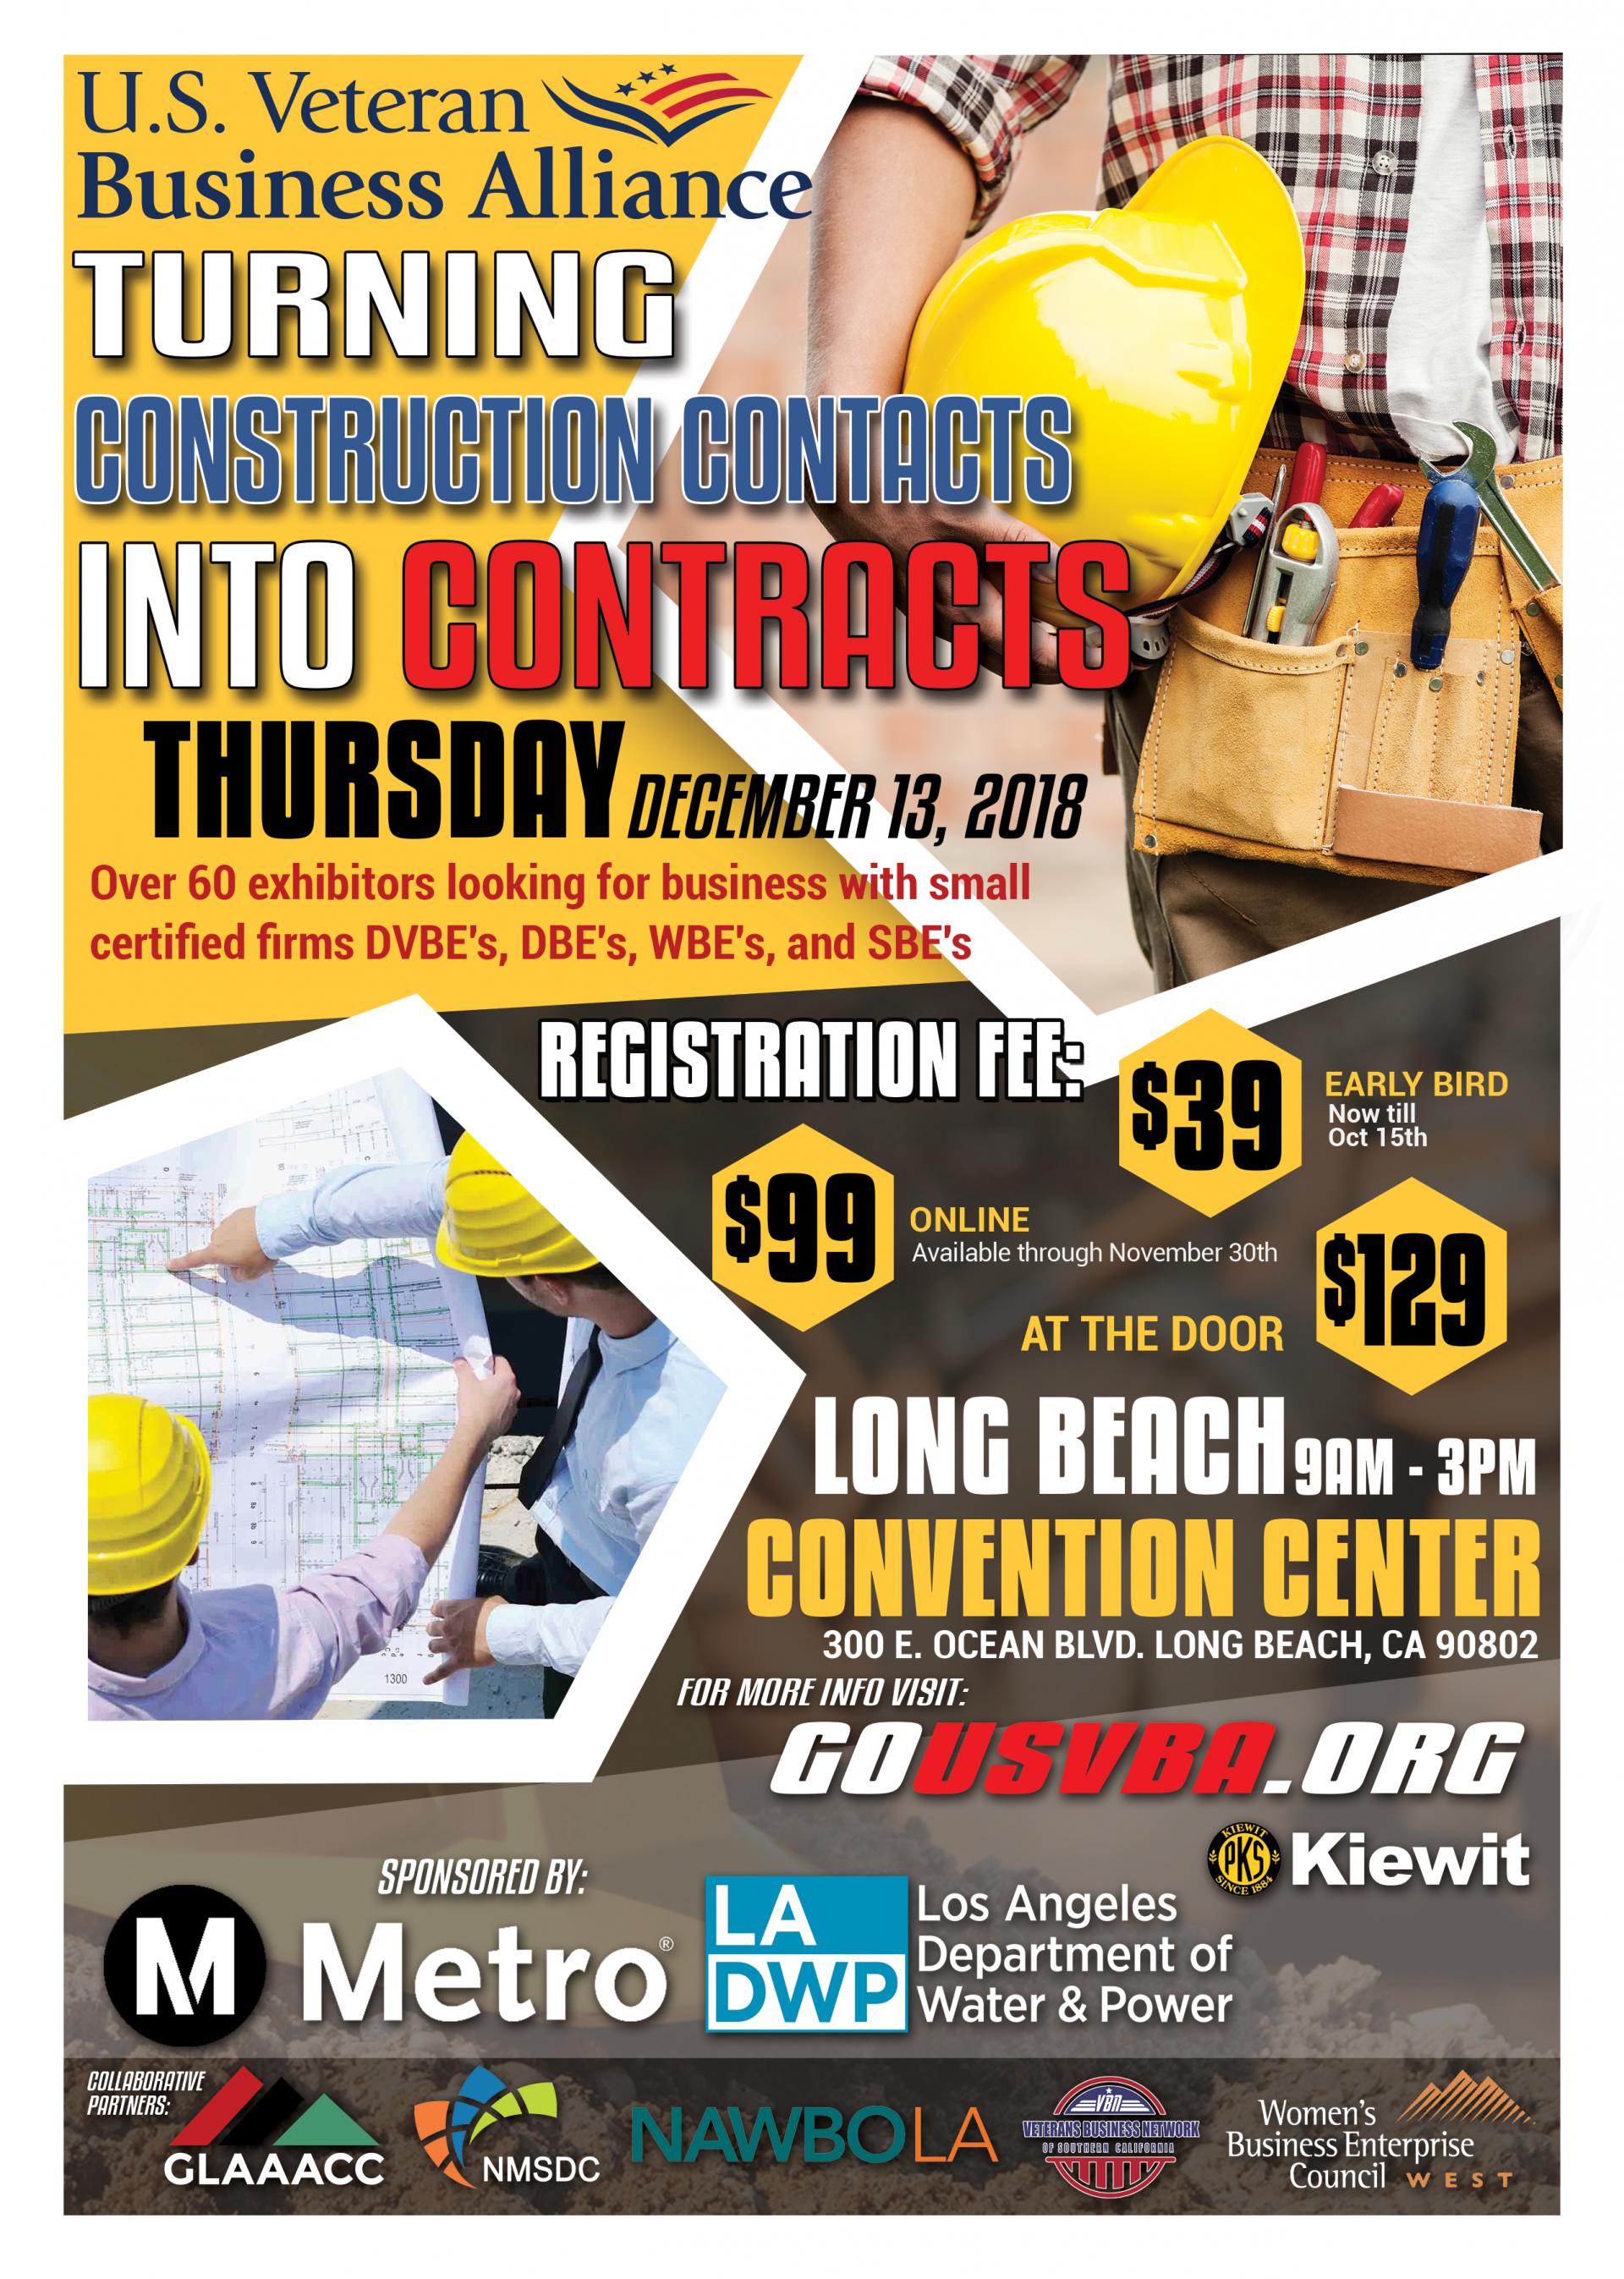 U.S. Veteran
Business Alliance
TURNING
CONSTRUCTION CONTACTS
INTO CONTRACTS
THURSDAY DECEMBER 13, 2018
Over 60 exhibitors looking for business with small
certified firms DVBE's, DBE's, WBE's, and SBE's
REGISTRATION FEE:
$39
EARLY BIRD
Now till
Oct 15th
$99
ONLINE
Available through November 30th
AT THE DOOR
$129
LONG BEACH 9AM - 3PM
CONVENTION CENTER
300 E. OCEAN BLVD. LONG BEACH, CA 90802
FOR MORE INFO VISIT:
GOUSVBA.ORG
1300
SPONSORED BY:
M Metro®
LA
DWP
Los Angeles
Department of
Water & Power
KIEWIT
PKS
SINCE 1884
Kiewit
COLLABORATIVE
PARTNERS:
GLAAACC
NMSDC
NAWBOLA
VBN
VETERANS BUSINESS NETWORK
OF SOUTHERN CALIFORNIA
Women's
Business Enterprise
Council WEST